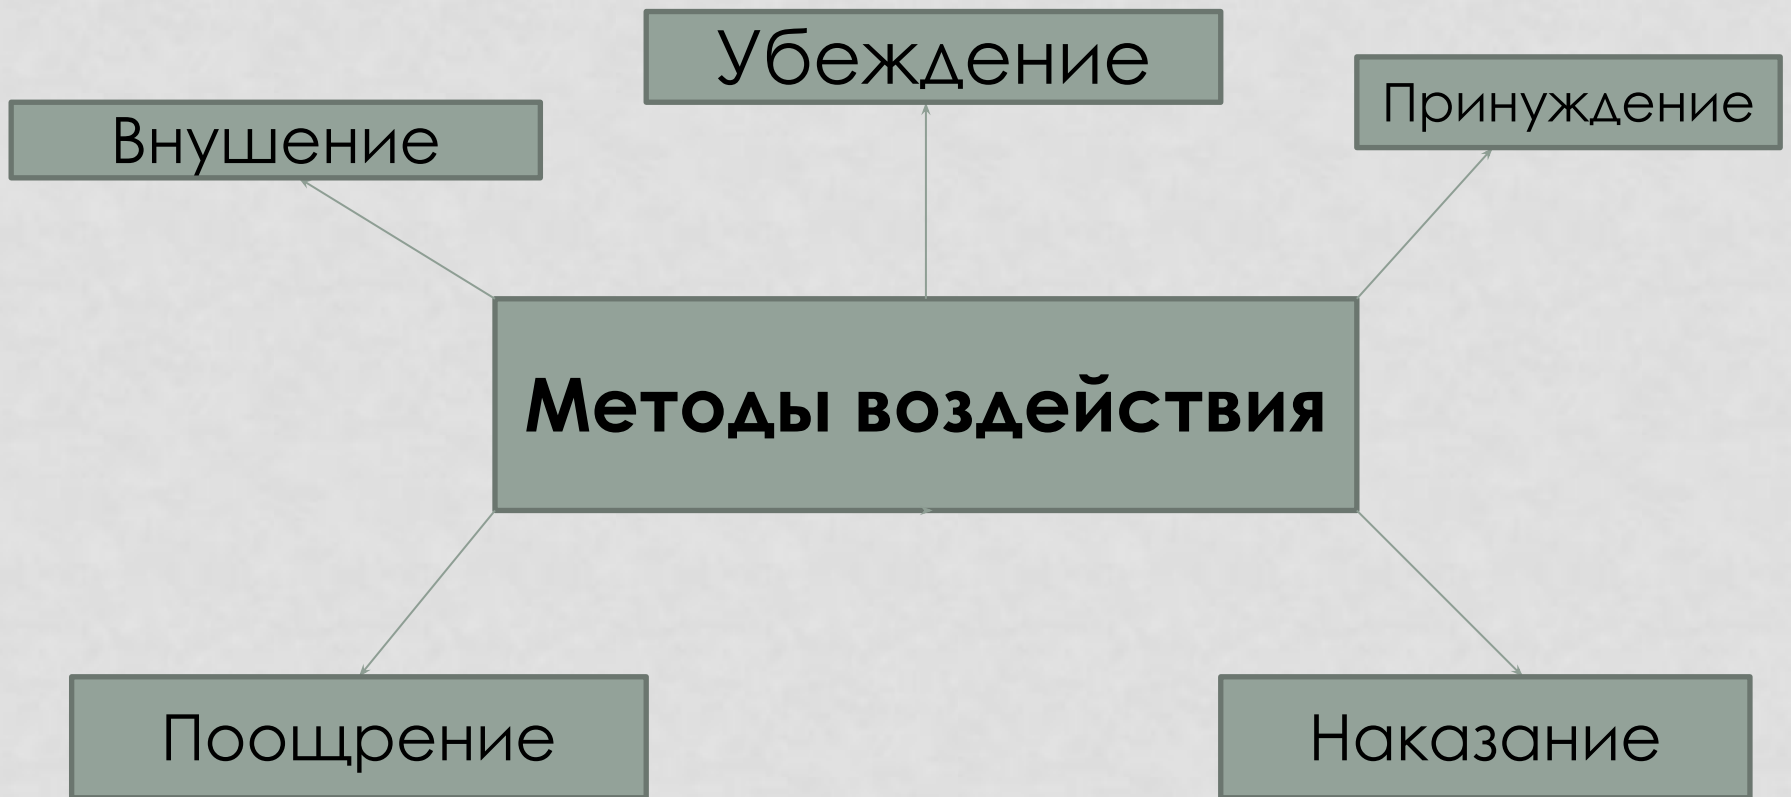 Убеждение
Принуждение
Внушение
Методы воздействия
Поощрение
Наказание